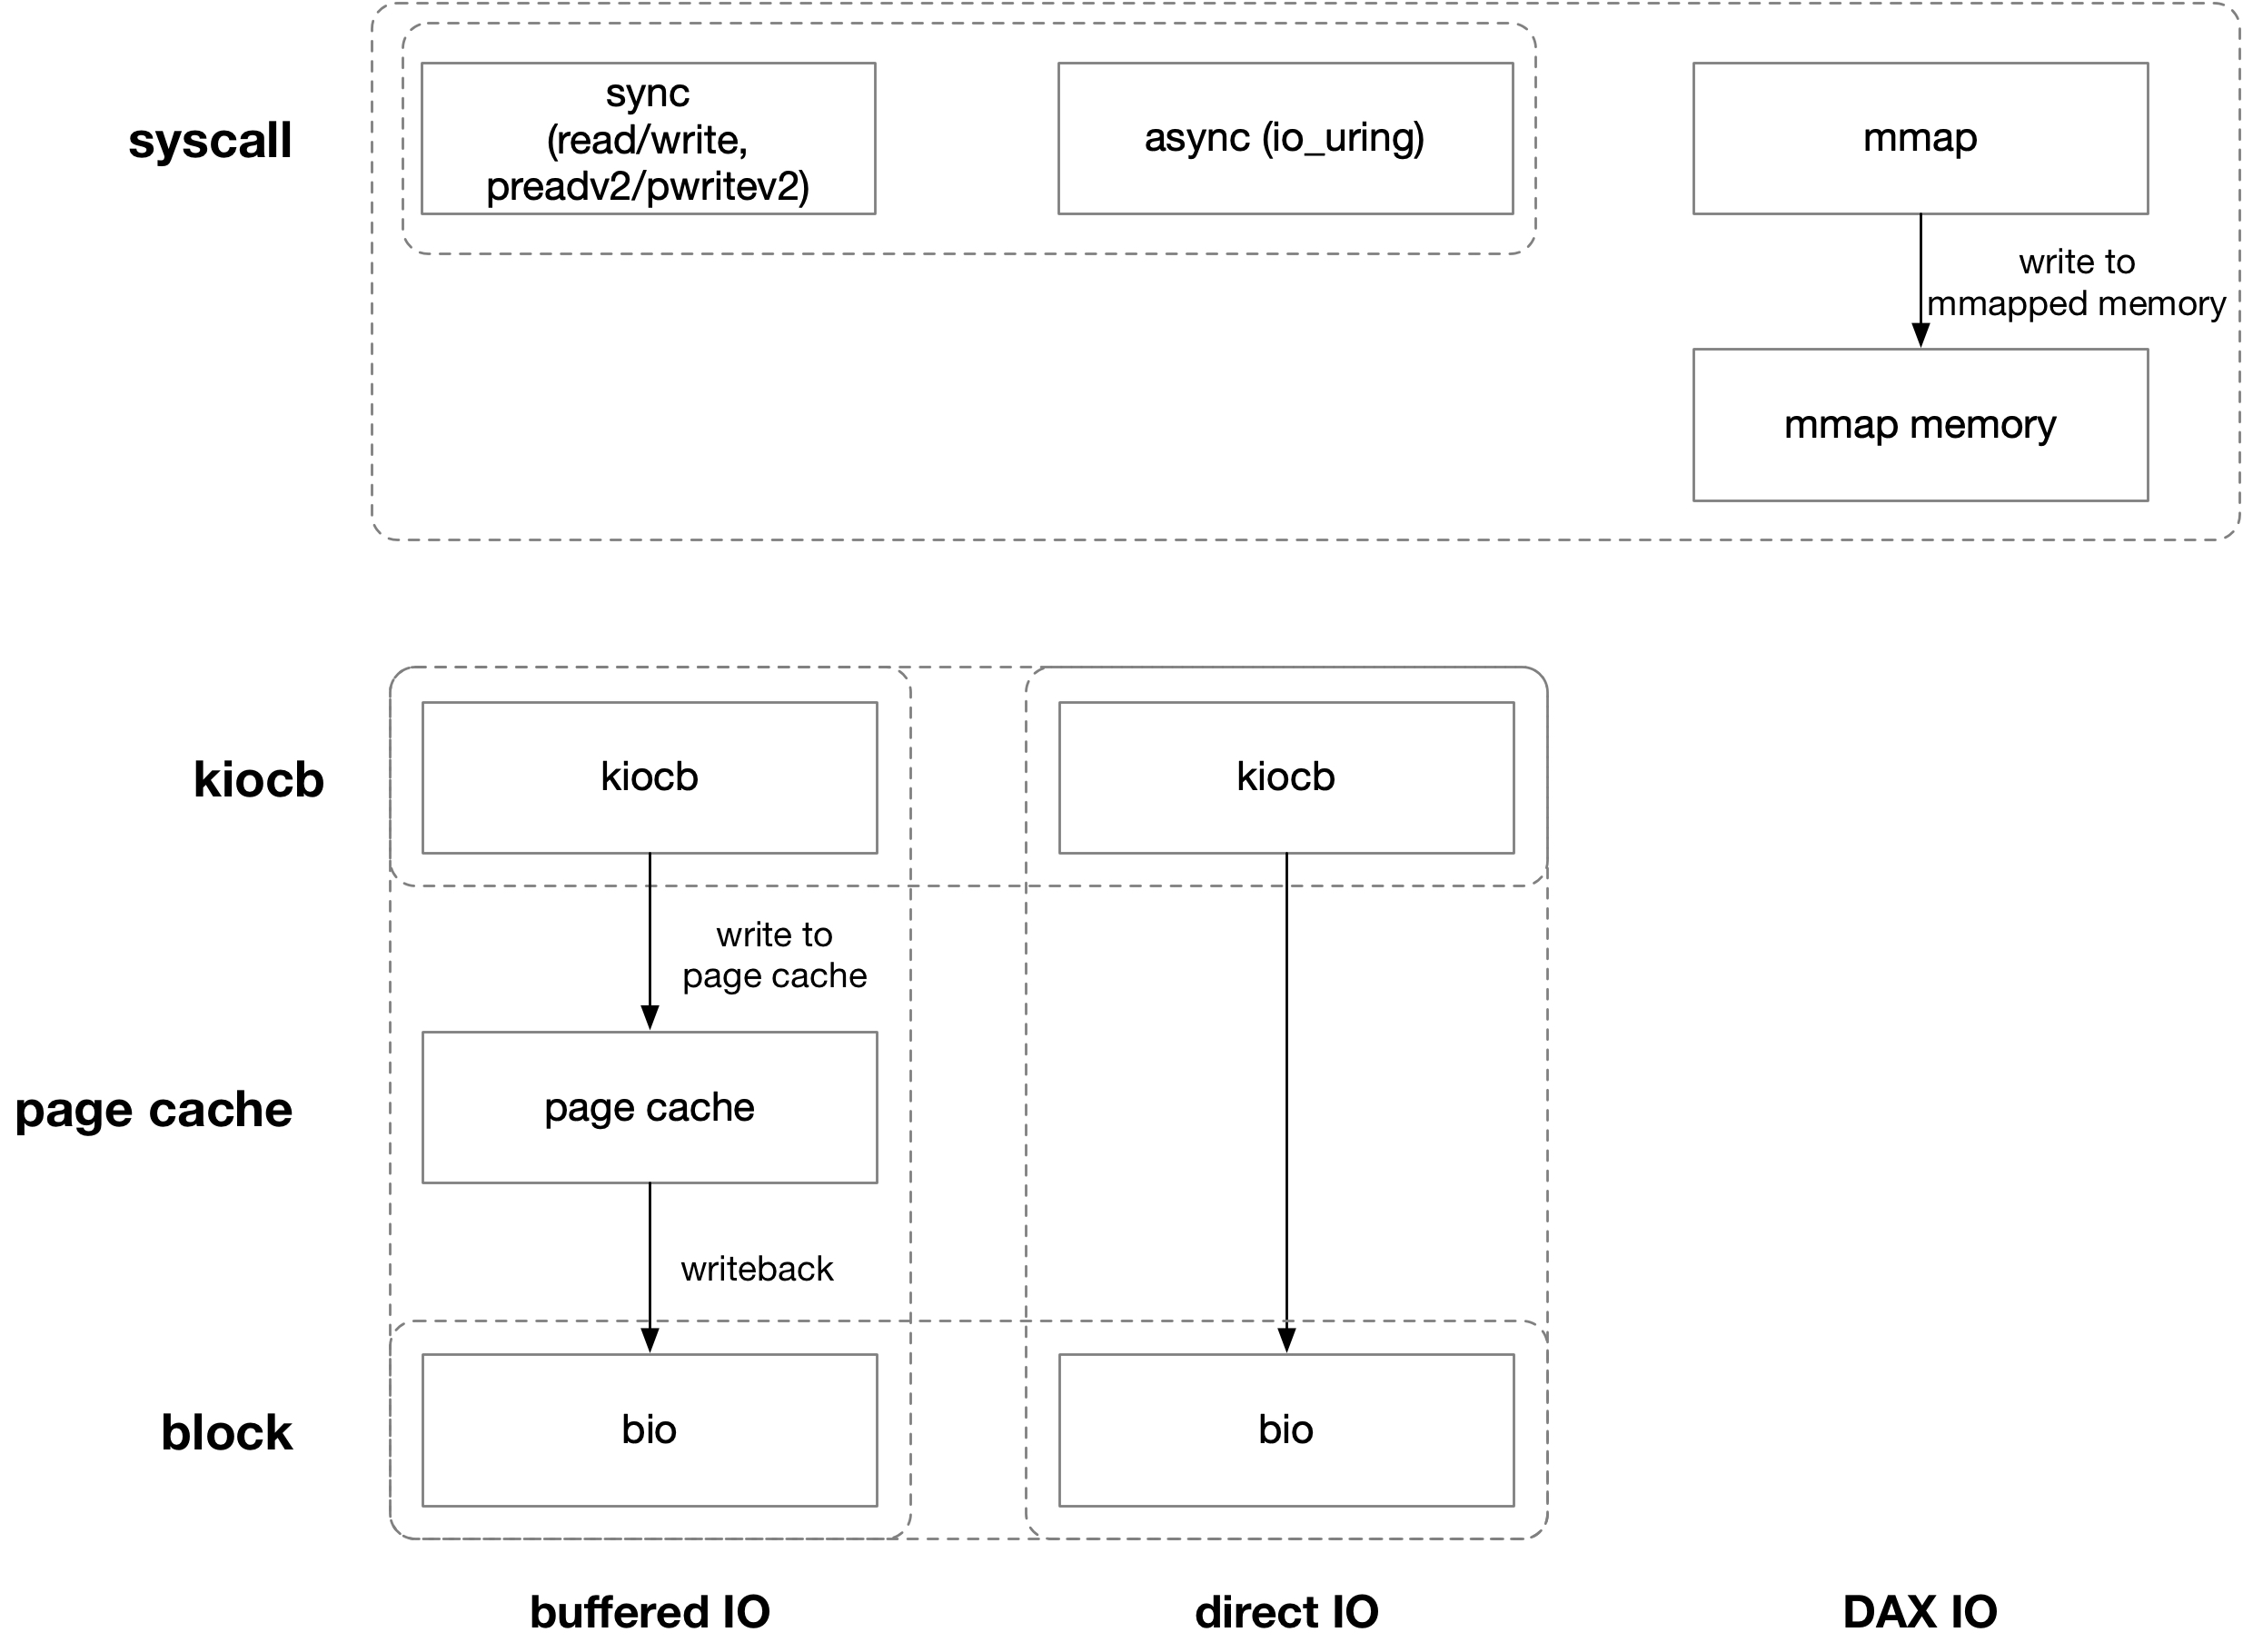 syscall
sync
(read/write,
preadv2/pwritev2)
async (io_uring)
mmap
write to
mmapped memory
mmap memory
kiocb
kiocb
kiocb
write to
page cache
page cache
page cache
writeback
block
bio
bio
buffered IO
direct IO
DAX IO